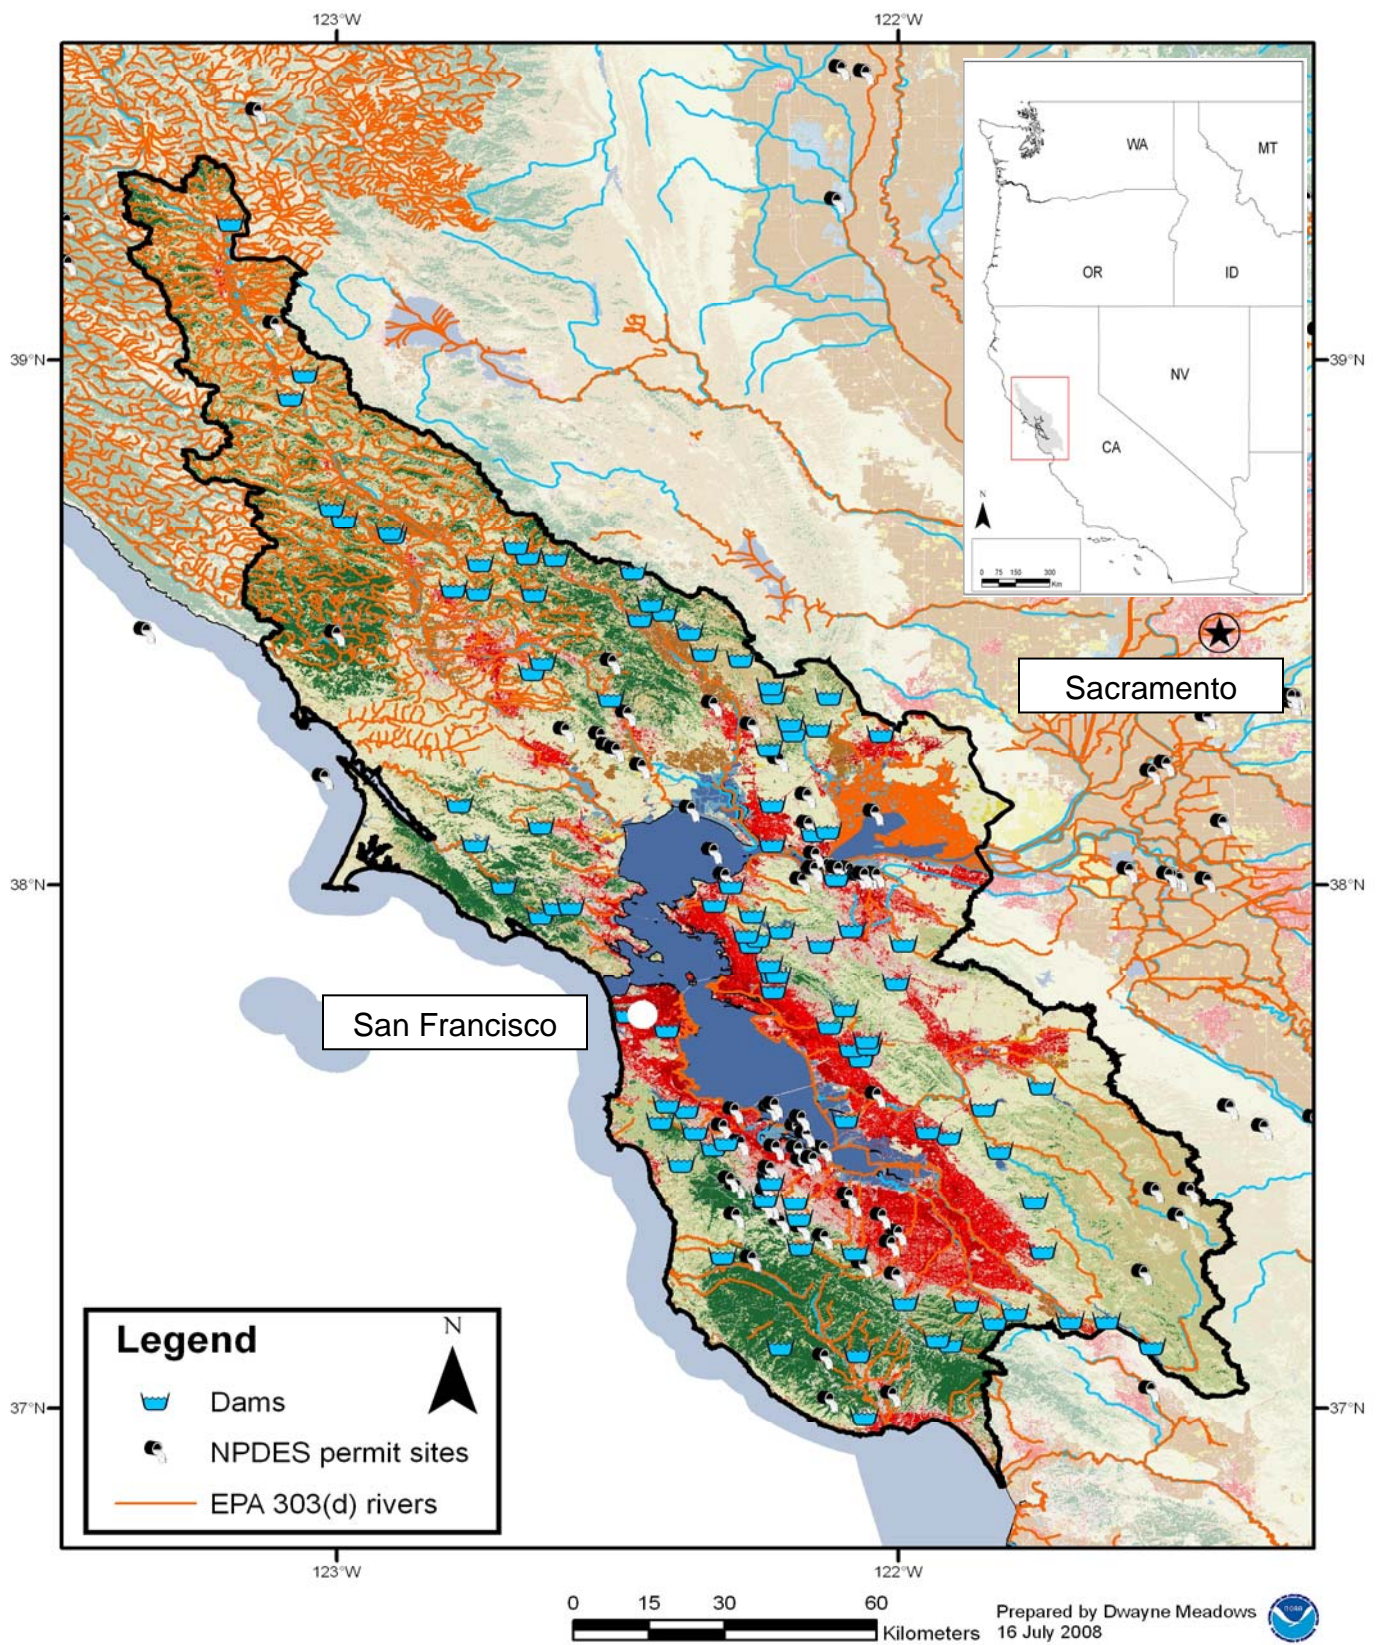 123°W
122°W
WA
MT
OR
ID
39°N
39°N
NV
CA
N
0 75 150 300
Km
Sacramento
38°N
38°N
San Francisco
Legend
N
Dams
NPDES permit sites
EPA 303(d) rivers
37°N
37°N
123°W
122°W
0 15 30 60
Kilometers
Prepared by Dwayne Meadows
16 July 2008
noaa